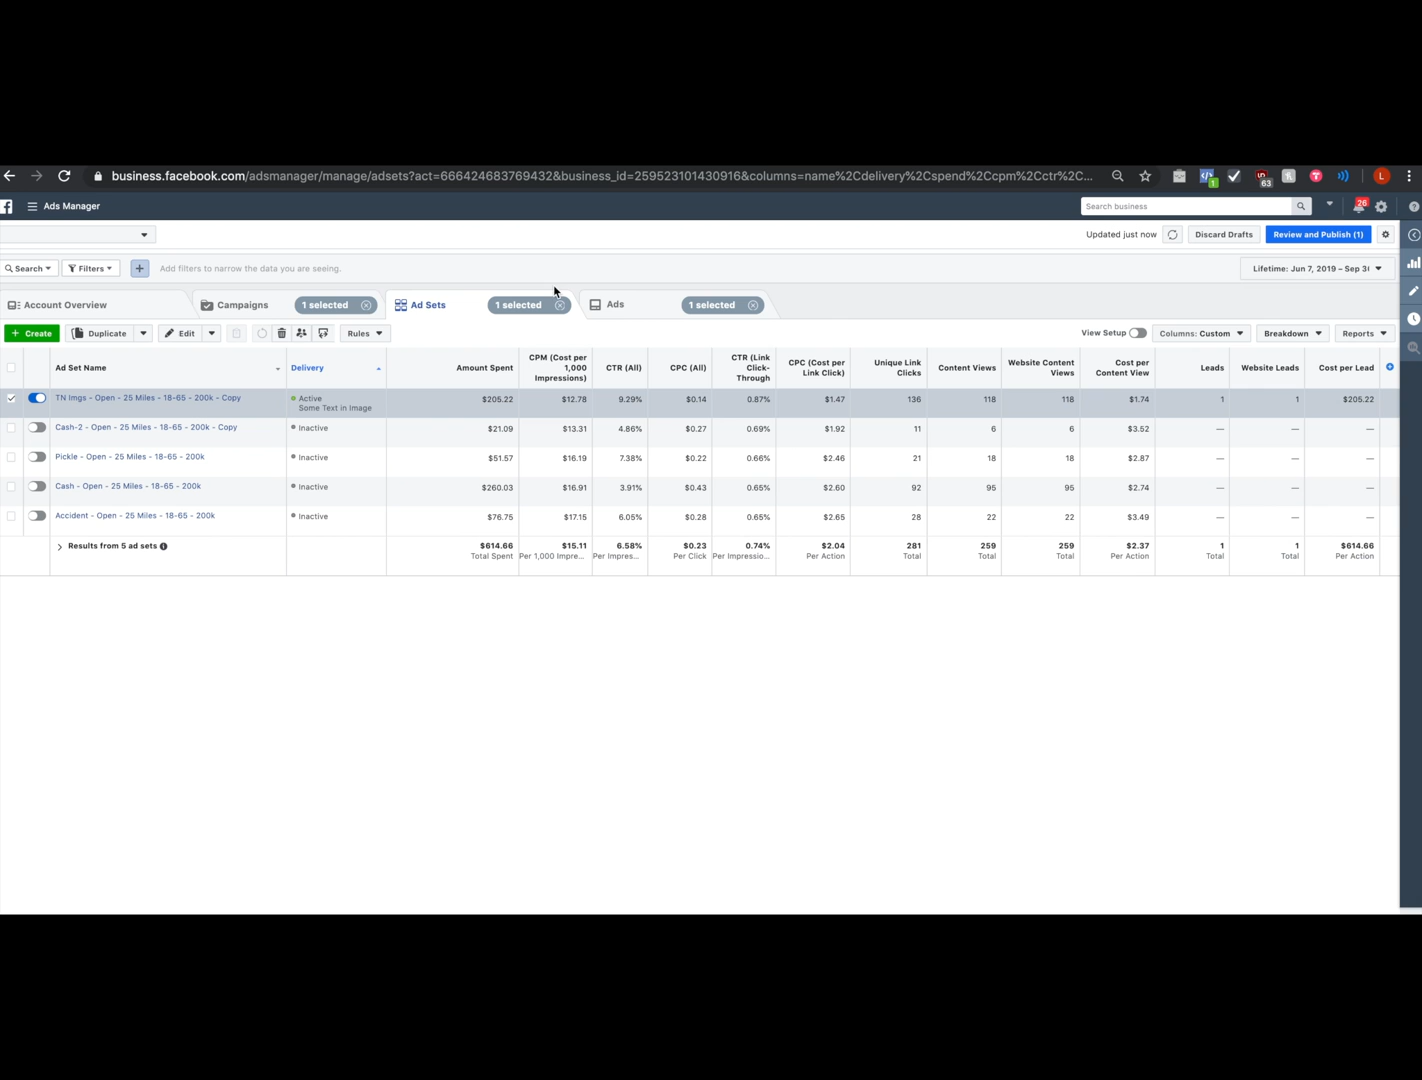 business.facebook.com/adsmanager/manage/adsets?act=666424683769432&business_id=259523101430916&columns=name%2Cdelivery%2Cspend%2Ccpm%2Cctr%2C...
1
63
L
Ads Manager
Search business
26
Updated just now
Discard Drafts
Review and Publish (1)
Search
Filters
Add filters to narrow the data you are seeing.
Lifetime: Jun 7, 2019 – Sep 3(
Account Overview
Campaigns
1 selected
Ad Sets
1 selected
Ads
1 selected
+ Create
Duplicate
Edit
Rules
View Setup
Columns: Custom
Breakdown
Reports
Ad Set Name
Delivery
Amount Spent
CPM (Cost per 1,000 Impressions)
CTR (All)
CPC (All)
CTR (Link Click-Through
CPC (Cost per Link Click)
Unique Link Clicks
Content Views
Website Content Views
Cost per Content View
Leads
Website Leads
Cost per Lead
TN Imgs - Open - 25 Miles - 18-65 - 200k - Copy
Active
Some Text in Image
$205.22 $12.78 9.29% $0.14 0.87% $1.47 136 118 118 $1.74 1 1 $205.22
Cash-2 - Open - 25 Miles - 18-65 - 200k - Copy
Inactive
$21.09 $13.31 4.86% $0.27 0.69% $1.92 11 6 6 $3.52 — — —
Pickle - Open - 25 Miles - 18-65 - 200k
Inactive
$51.57 $16.19 7.38% $0.22 0.66% $2.46 21 18 18 $2.87 — — —
Cash - Open - 25 Miles - 18-65 - 200k
Inactive
$260.03 $16.91 3.91% $0.43 0.65% $2.60 92 95 95 $2.74 — — —
Accident - Open - 25 Miles - 18-65 - 200k
Inactive
$76.75 $17.15 6.05% $0.28 0.65% $2.65 28 22 22 $3.49 — — —
Results from 5 ad sets
$614.66 $15.11 6.58% $0.23 0.74% $2.04 281 259 259 $2.37 1 1 $614.66
Total Spent Per 1,000 Impre... Per Impres... Per Click Per Impressio... Per Action Total Total Total Per Action Total Total Per Action